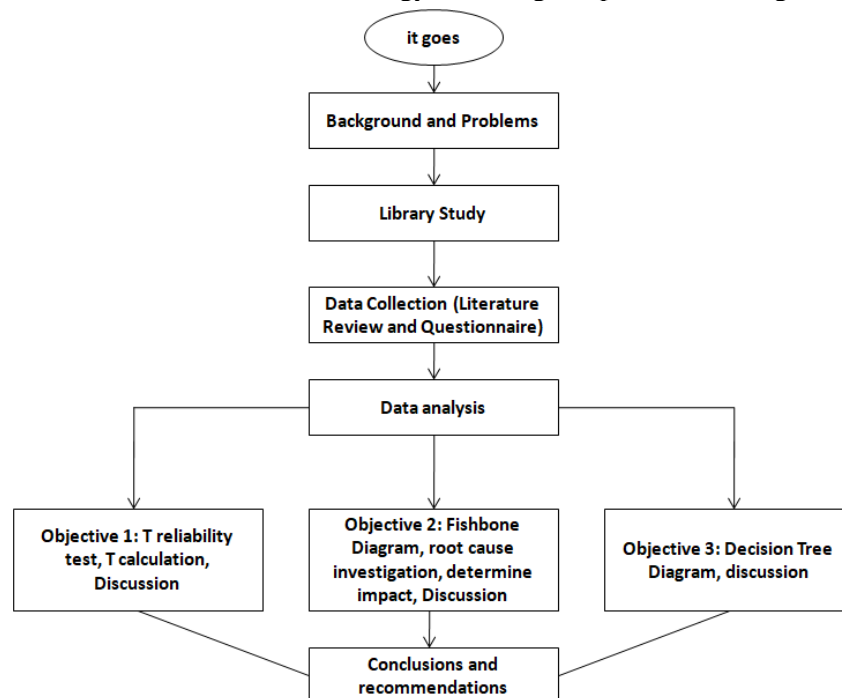 it goes
Background and Problems
Library Study
Data Collection (Literature
Review and Questionnaire)
Data analysis
Objective 1: T reliability
test, T calculation,
Discussion
Objective 2: Fishbone
Diagram, root cause
investigation, determine
impact, Discussion
Objective 3: Decision Tree
Diagram, discussion
Conclusions and
recommendations